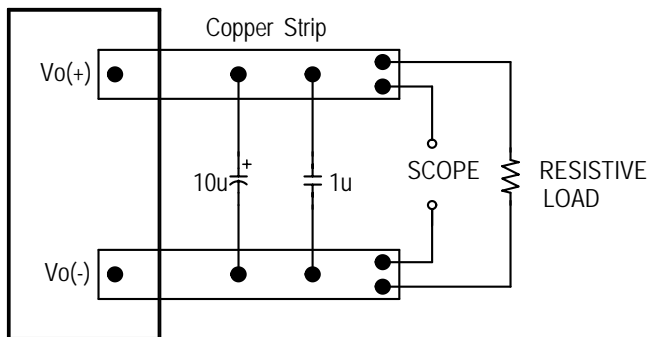 Copper Strip
Vo(+)
10u
+
1u
SCOPE
RESISTIVE
LOAD
Vo(-)